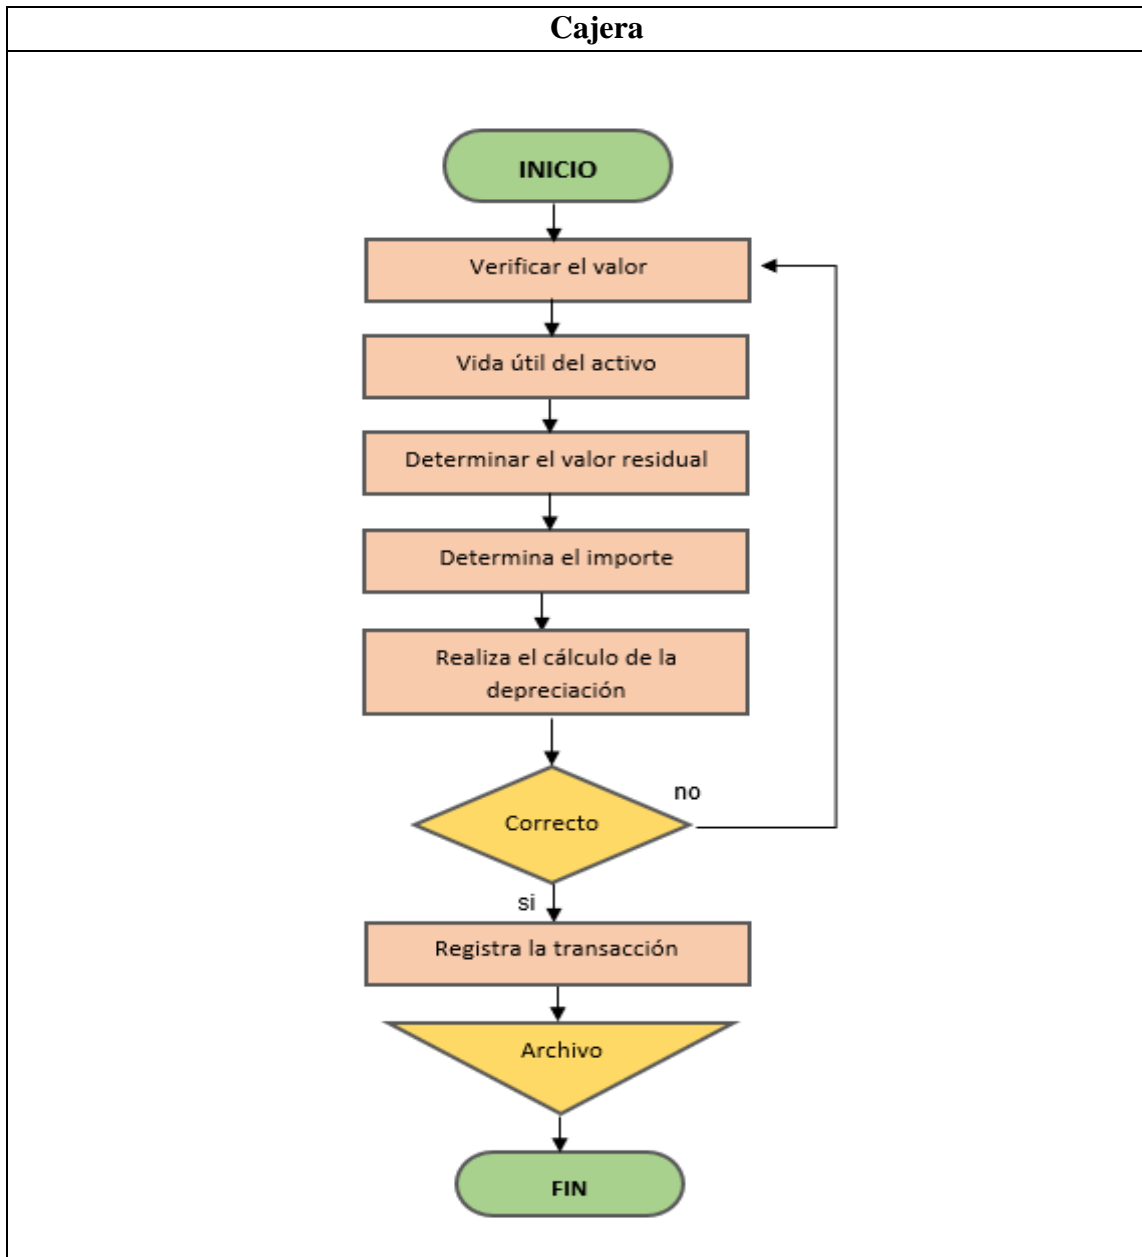 Cajera
INICIO
Verificar el valor
Vida útil del activo
Determinar el valor residual
Determina el importe
Realiza el cálculo de la
depreciación
Correcto
no
si
Registra la transacción
Archivo
FIN